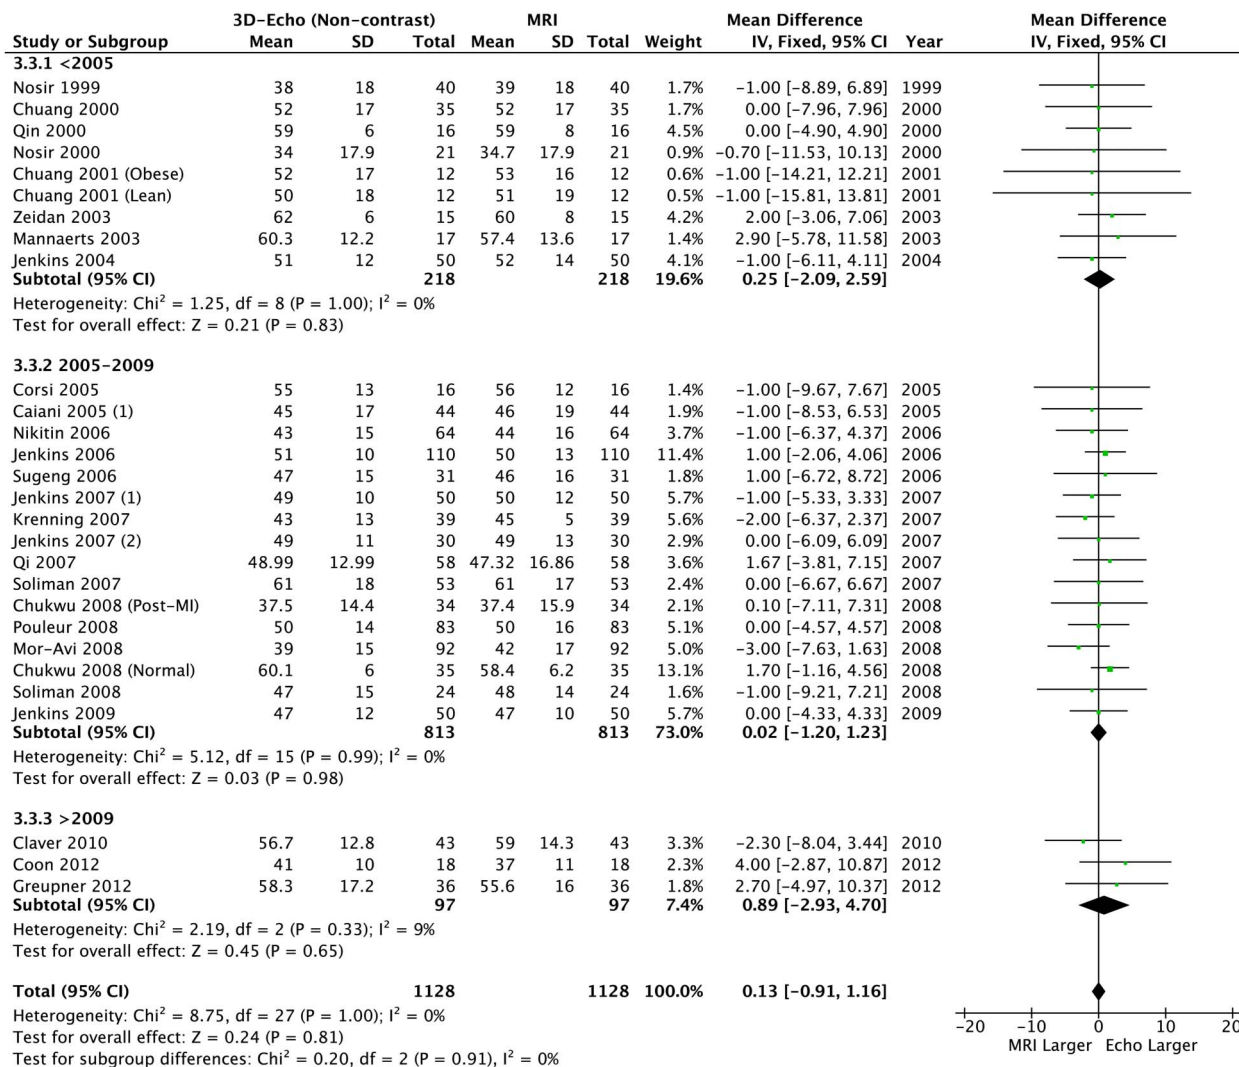 3D-Echo (Non-contrast) MRI Mean Difference Mean Difference
Study or Subgroup Mean SD Total Mean SD Total Weight IV, Fixed, 95% CI Year IV, Fixed, 95% CI
3.3.1 <2005
Nosir 1999 38 18 40 39 18 40 1.7% -1.00 [-8.89, 6.89] 1999
Chuang 2000 52 17 35 52 17 35 1.7% 0.00 [-7.96, 7.96] 2000
Qin 2000 59 6 16 59 8 16 4.5% 0.00 [-4.90, 4.90] 2000
Nosir 2000 34 17.9 21 34.7 17.9 21 0.9% -0.70 [-11.53, 10.13] 2000
Chuang 2001 (Obese) 52 17 12 53 16 12 0.6% -1.00 [-14.21, 12.21] 2001
Chuang 2001 (Lean) 50 18 12 51 19 12 0.5% -1.00 [-15.81, 13.81] 2001
Zeidan 2003 62 6 15 60 8 15 4.2% 2.00 [-3.06, 7.06] 2003
Mannaerts 2003 60.3 12.2 17 57.4 13.6 17 1.4% 2.90 [-5.78, 11.58] 2003
Jenkins 2004 51 12 50 52 14 50 4.1% -1.00 [-6.11, 4.11] 2004
Subtotal (95% CI) 218 218 19.6% 0.25 [-2.09, 2.59]
Heterogeneity: Chi² = 1.25, df = 8 (P = 1.00); I² = 0%
Test for overall effect: Z = 0.21 (P = 0.83)
3.3.2 2005-2009
Corsi 2005 55 13 16 56 12 16 1.4% -1.00 [-9.67, 7.67] 2005
Caiani 2005 (1) 45 17 44 46 19 44 1.9% -1.00 [-8.53, 6.53] 2005
Nikitin 2006 43 15 64 44 16 64 3.7% -1.00 [-6.37, 4.37] 2006
Jenkins 2006 51 10 110 50 13 110 11.4% 1.00 [-2.06, 4.06] 2006
Sugeng 2006 47 15 31 46 16 31 1.8% 1.00 [-6.72, 8.72] 2006
Jenkins 2007 (1) 49 10 50 50 12 50 5.7% -1.00 [-5.33, 3.33] 2007
Krenning 2007 43 13 39 45 5 39 5.6% -2.00 [-6.37, 2.37] 2007
Jenkins 2007 (2) 49 11 30 49 13 30 2.9% 0.00 [-6.09, 6.09] 2007
Qi 2007 48.99 12.99 58 47.32 16.86 58 3.6% 1.67 [-3.81, 7.15] 2007
Soliman 2007 61 18 53 61 17 53 2.4% 0.00 [-6.67, 6.67] 2007
Chukwu 2008 (Post-MI) 37.5 14.4 34 37.4 15.9 34 2.1% 0.10 [-7.11, 7.31] 2008
Pouleur 2008 50 14 83 50 16 83 5.1% 0.00 [-4.57, 4.57] 2008
Mor-Avi 2008 39 15 92 42 17 92 5.0% -3.00 [-7.63, 1.63] 2008
Chukwu 2008 (Normal) 60.1 6 35 58.4 6.2 35 13.1% 1.70 [-1.16, 4.56] 2008
Soliman 2008 47 15 24 48 14 24 1.6% -1.00 [-9.21, 7.21] 2008
Jenkins 2009 47 12 50 47 10 50 5.7% 0.00 [-4.33, 4.33] 2009
Subtotal (95% CI) 813 813 73.0% 0.02 [-1.20, 1.23]
Heterogeneity: Chi² = 5.12, df = 15 (P = 0.99); I² = 0%
Test for overall effect: Z = 0.03 (P = 0.98)
3.3.3 >2009
Claver 2010 56.7 12.8 43 59 14.3 43 3.3% -2.30 [-8.04, 3.44] 2010
Coon 2012 41 10 18 37 11 18 2.3% 4.00 [-2.87, 10.87] 2012
Greupner 2012 58.3 17.2 36 55.6 16 36 1.8% 2.70 [-4.97, 10.37] 2012
Subtotal (95% CI) 97 97 7.4% 0.89 [-2.93, 4.70]
Heterogeneity: Chi² = 2.19, df = 2 (P = 0.33); I² = 9%
Test for overall effect: Z = 0.45 (P = 0.65)
Total (95% CI) 1128 1128 100.0% 0.13 [-0.91, 1.16]
Heterogeneity: Chi² = 8.75, df = 27 (P = 1.00); I² = 0%
Test for overall effect: Z = 0.24 (P = 0.81)
Test for subgroup differences: Chi² = 0.20, df = 2 (P = 0.91), I² = 0%
-20 -10 0 10 20
MRI Larger Echo Larger